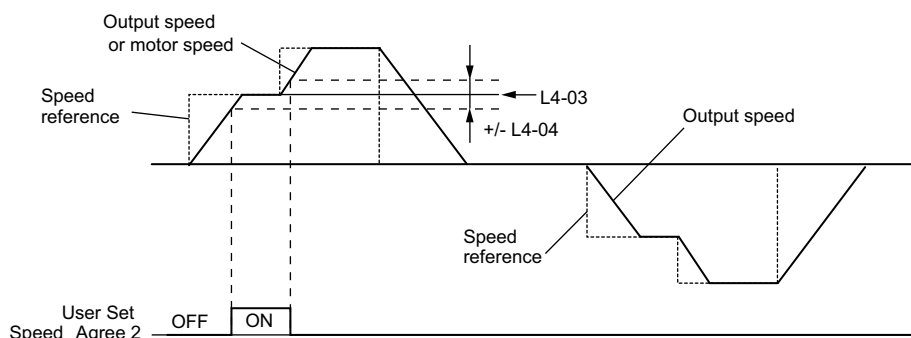 Output speed
or motor speed
Speed
reference
L4-03
+/- L4-04
Output speed
Speed
reference
User Set
Speed Agree 2
OFF
ON